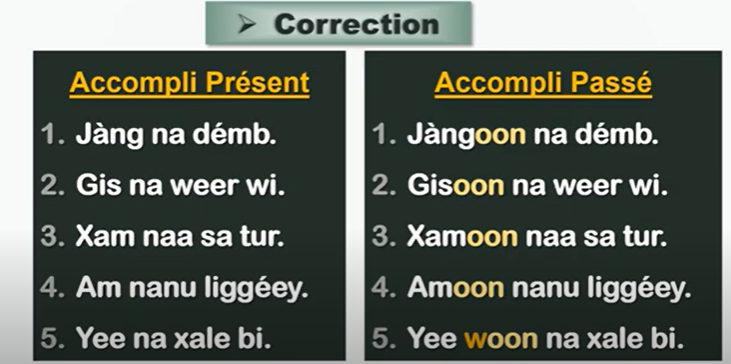 ➢ Correction
Accompli Présent
1. Jàng na démb.
2. Gis na weer wi.
3. Xam naa sa tur.
4. Am nanu liggéey.
5. Yee na xale bi.
Accompli Passé
1. Jàngoon na démb.
2. Gisoon na weer wi.
3. Xamoon naa sa tur.
4. Amoon nanu liggéey.
5. Yee woon na xale bi.